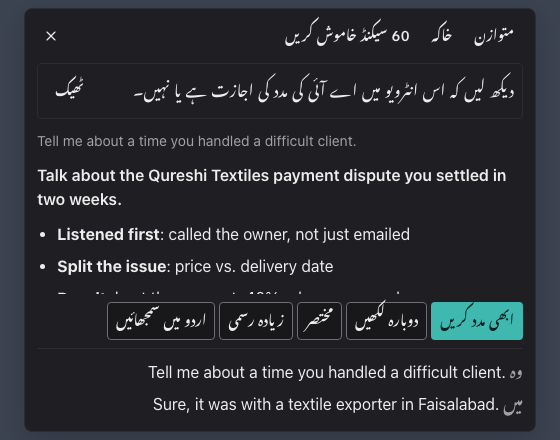 متوازن خاکہ 60 سیکنڈ خاموش کریں ×
دیکھ لیں کہ اس انٹرویو میں اے آئی کی مدد کی اجازت ہے یا نہیں۔ ٹھیک
Tell me about a time you handled a difficult client.
Talk about the Qureshi Textiles payment dispute you settled in
two weeks.
• Listened first: called the owner, not just emailed
• Split the issue: price vs. delivery date
ابھی مدد کریں دوبارہ لکھیں مختصر زیادہ رسمی اردو میں سمجھائیں
وہ Tell me about a time you handled a difficult client.
میں Sure, it was with a textile exporter in Faisalabad.